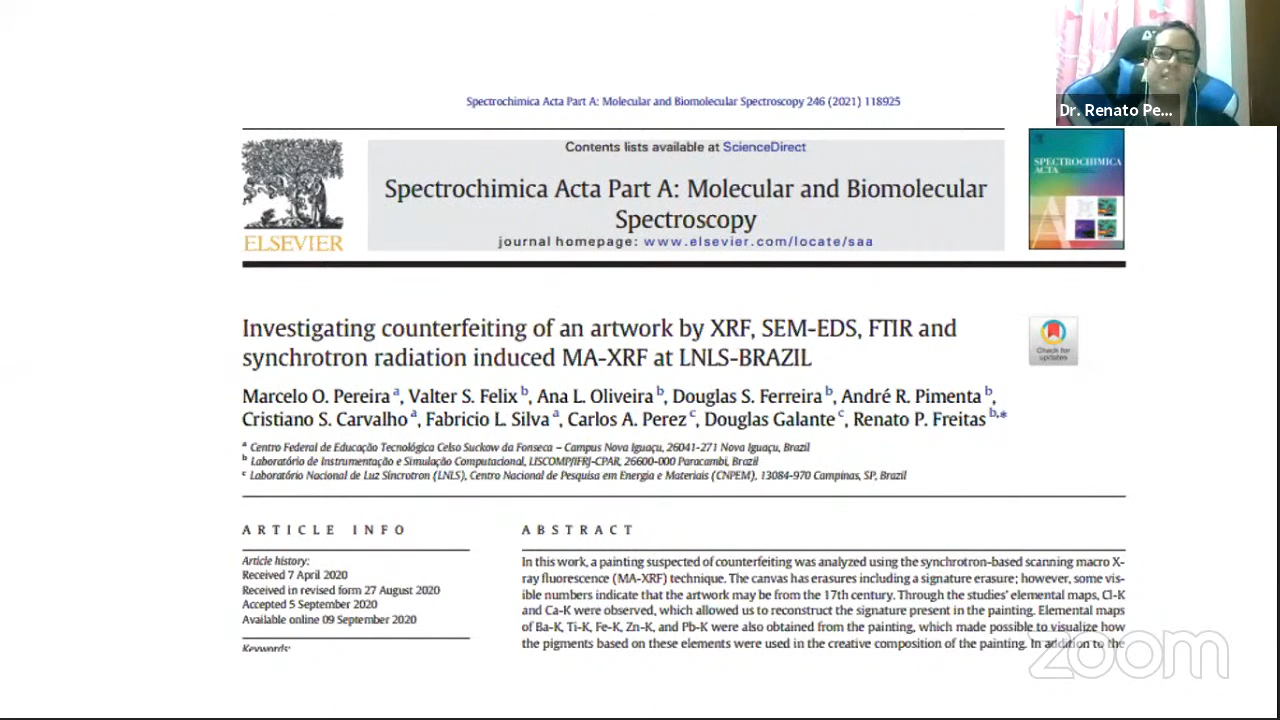 Dr. Renato Pe...
Spectrochimica Acta Part A: Molecular and Biomolecular Spectroscopy 246 (2021) 118925
Contents lists available at ScienceDirect
Spectrochimica Acta Part A: Molecular and Biomolecular
Spectroscopy
journal homepage: www.elsevier.com/locate/saa
ELSEVIER
SPECTROCHIMICA
ACTA
A
Investigating counterfeiting of an artwork by XRF, SEM-EDS, FTIR and
synchrotron radiation induced MA-XRF at LNLS-BRAZIL
Check for
updates
Marcelo O. Pereira a, Valter S. Felix b, Ana L. Oliveira b, Douglas S. Ferreira b, André R. Pimenta b,
Cristiano S. Carvalho a, Fabricio L. Silva a, Carlos A. Perez c, Douglas Galante c, Renato P. Freitas b,*
a Centro Federal de Educação Tecnológica Celso Suckow da Fonseca – Campus Nova Iguaçu, 26041-271 Nova Iguaçu, Brazil
b Laboratório de Instrumentação e Simulação Computacional, LISCOMP/IFRJ-CPAR, 26600-000 Paracambi, Brazil
c Laboratório Nacional de Luz Síncrotron (LNLS), Centro Nacional de Pesquisa em Energia e Materiais (CNPEM), 13084-970 Campinas, SP, Brazil
ARTICLE INFO
Article history:
Received 7 April 2020
Received in revised form 27 August 2020
Accepted 5 September 2020
Available online 09 September 2020
Keywords:
ABSTRACT
In this work, a painting suspected of counterfeiting was analyzed using the synchrotron-based scanning macro X-
ray fluorescence (MA-XRF) technique. The canvas has erasures including a signature erasure; however, some vis-
ible numbers indicate that the artwork may be from the 17th century. Through the studies' elemental maps, Cl-K
and Ca-K were observed, which allowed us to reconstruct the signature present in the painting. Elemental maps
of Ba-K, Ti-K, Fe-K, Zn-K, and Pb-K were also obtained from the painting, which made possible to visualize how
the pigments based on these elements were used in the creative composition of the painting. In addition to the
zoom